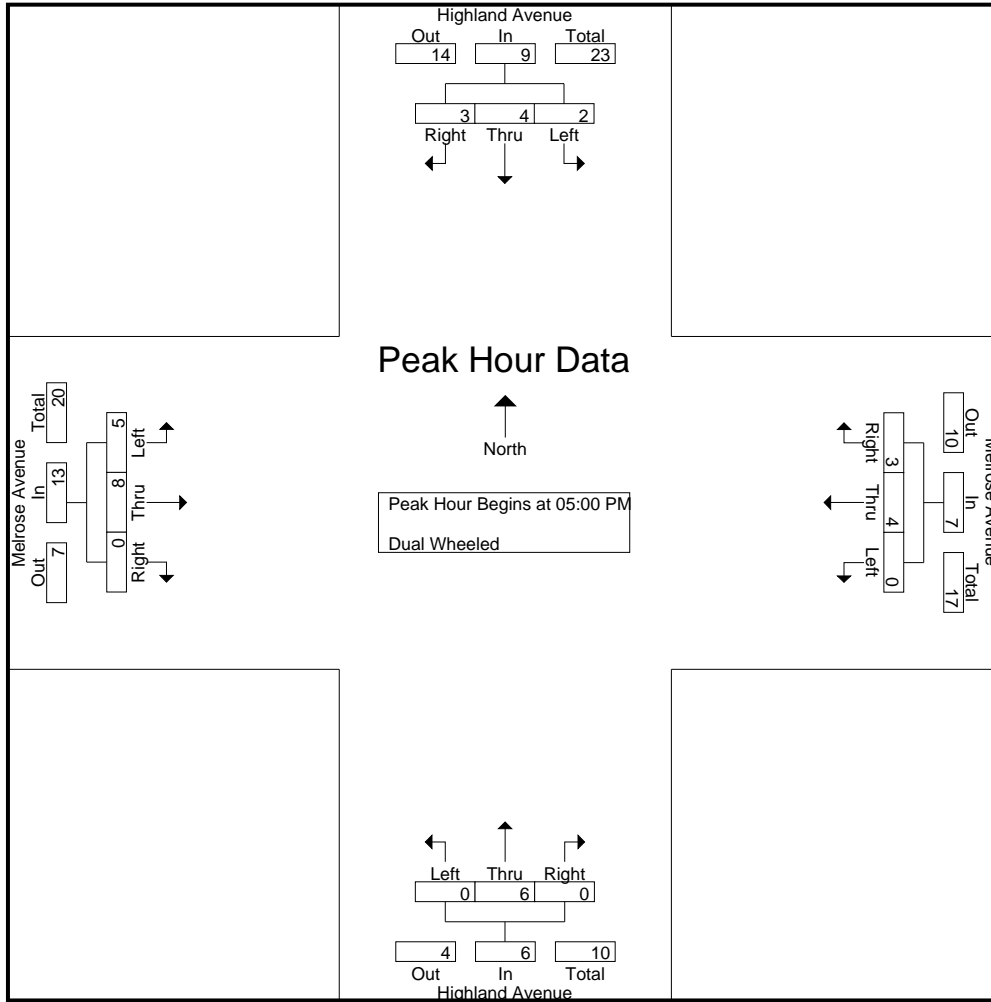 Highland Avenue
Out In Total
14 9 23
3 4 2
Right Thru Left
Peak Hour Data
North
Peak Hour Begins at 05:00 PM
Dual Wheeled
Melrose Avenue
Out In Total
7 13 20
Right Thru Left
0 8 5
Melrose Avenue
Out In Total
10 7 17
Right Thru Left
3 4 0
Left Thru Right
0 6 0
4 6 10
Out In Total
Highland Avenue